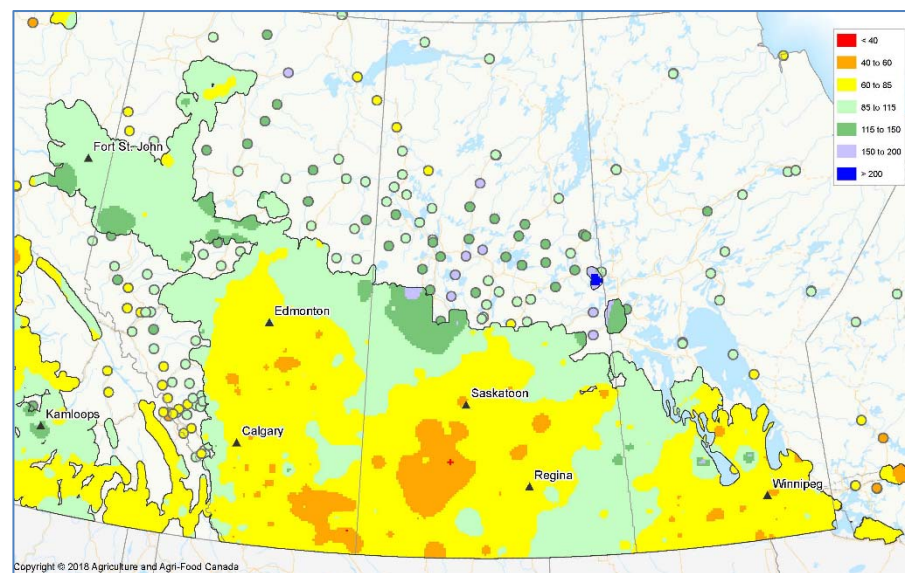 < 40
40 to 60
60 to 85
85 to 115
115 to 150
150 to 200
> 200
Fort St. John
Edmonton
Saskatoon
Kamloops
Calgary
Regina
Winnipeg
Copyright © 2018 Agriculture and Agri-Food Canada